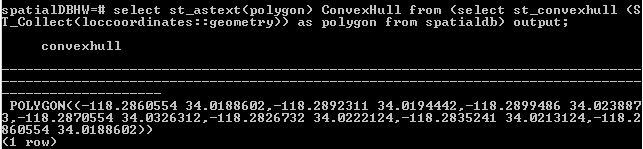 spatialDBHW=# select st_astext(polygon) ConvexHull from (select st_convexhull (S
T_Collect(loccoordinates::geometry)) as polygon from spatialdb) output;
convexhull
--------------------------------------------------------------------------------
--------------------------------------------------------------------------------
--------------------
POLYGON((-118.2860554 34.0188602,-118.2892311 34.0194442,-118.2899486 34.023887
3,-118.2870554 34.0326312,-118.2826732 34.0222124,-118.2835241 34.0213124,-118.2
860554 34.0188602))
(1 row)